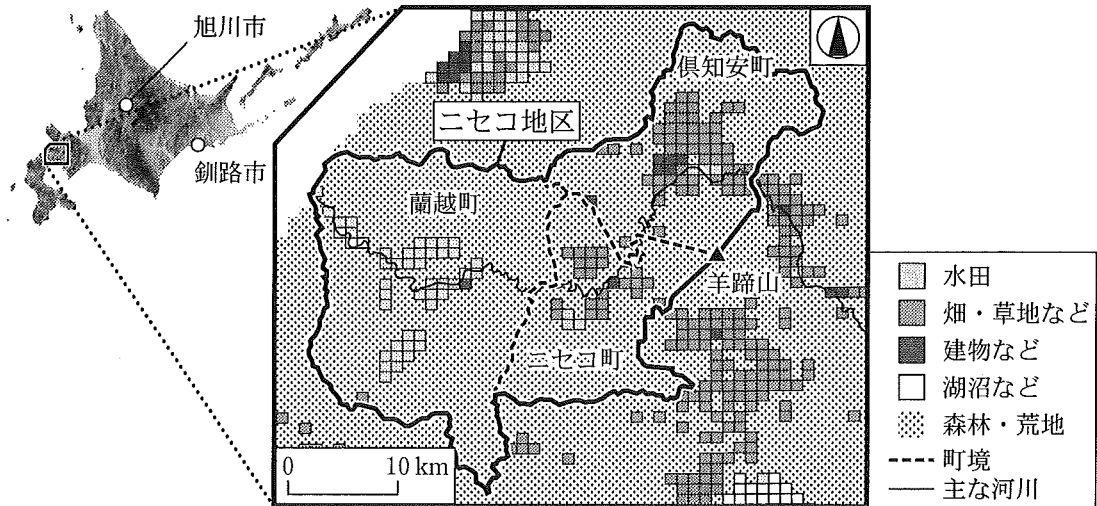 旭川市
釧路市
ニセコ地区
倶知安町
蘭越町
羊蹄山
ニセコ町
0 10 km
水田
畑・草地など
建物など
湖沼など
森林・荒地
町境
主な河川